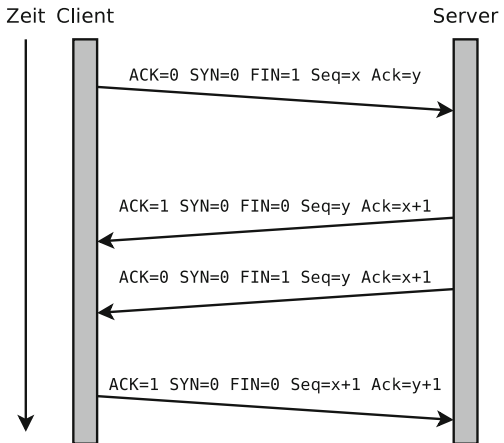 Zeit Client Server
ACK=0 SYN=0 FIN=1 Seq=x Ack=y
ACK=1 SYN=0 FIN=0 Seq=y Ack=x+1
ACK=0 SYN=0 FIN=1 Seq=y Ack=x+1
ACK=1 SYN=0 FIN=0 Seq=x+1 Ack=y+1